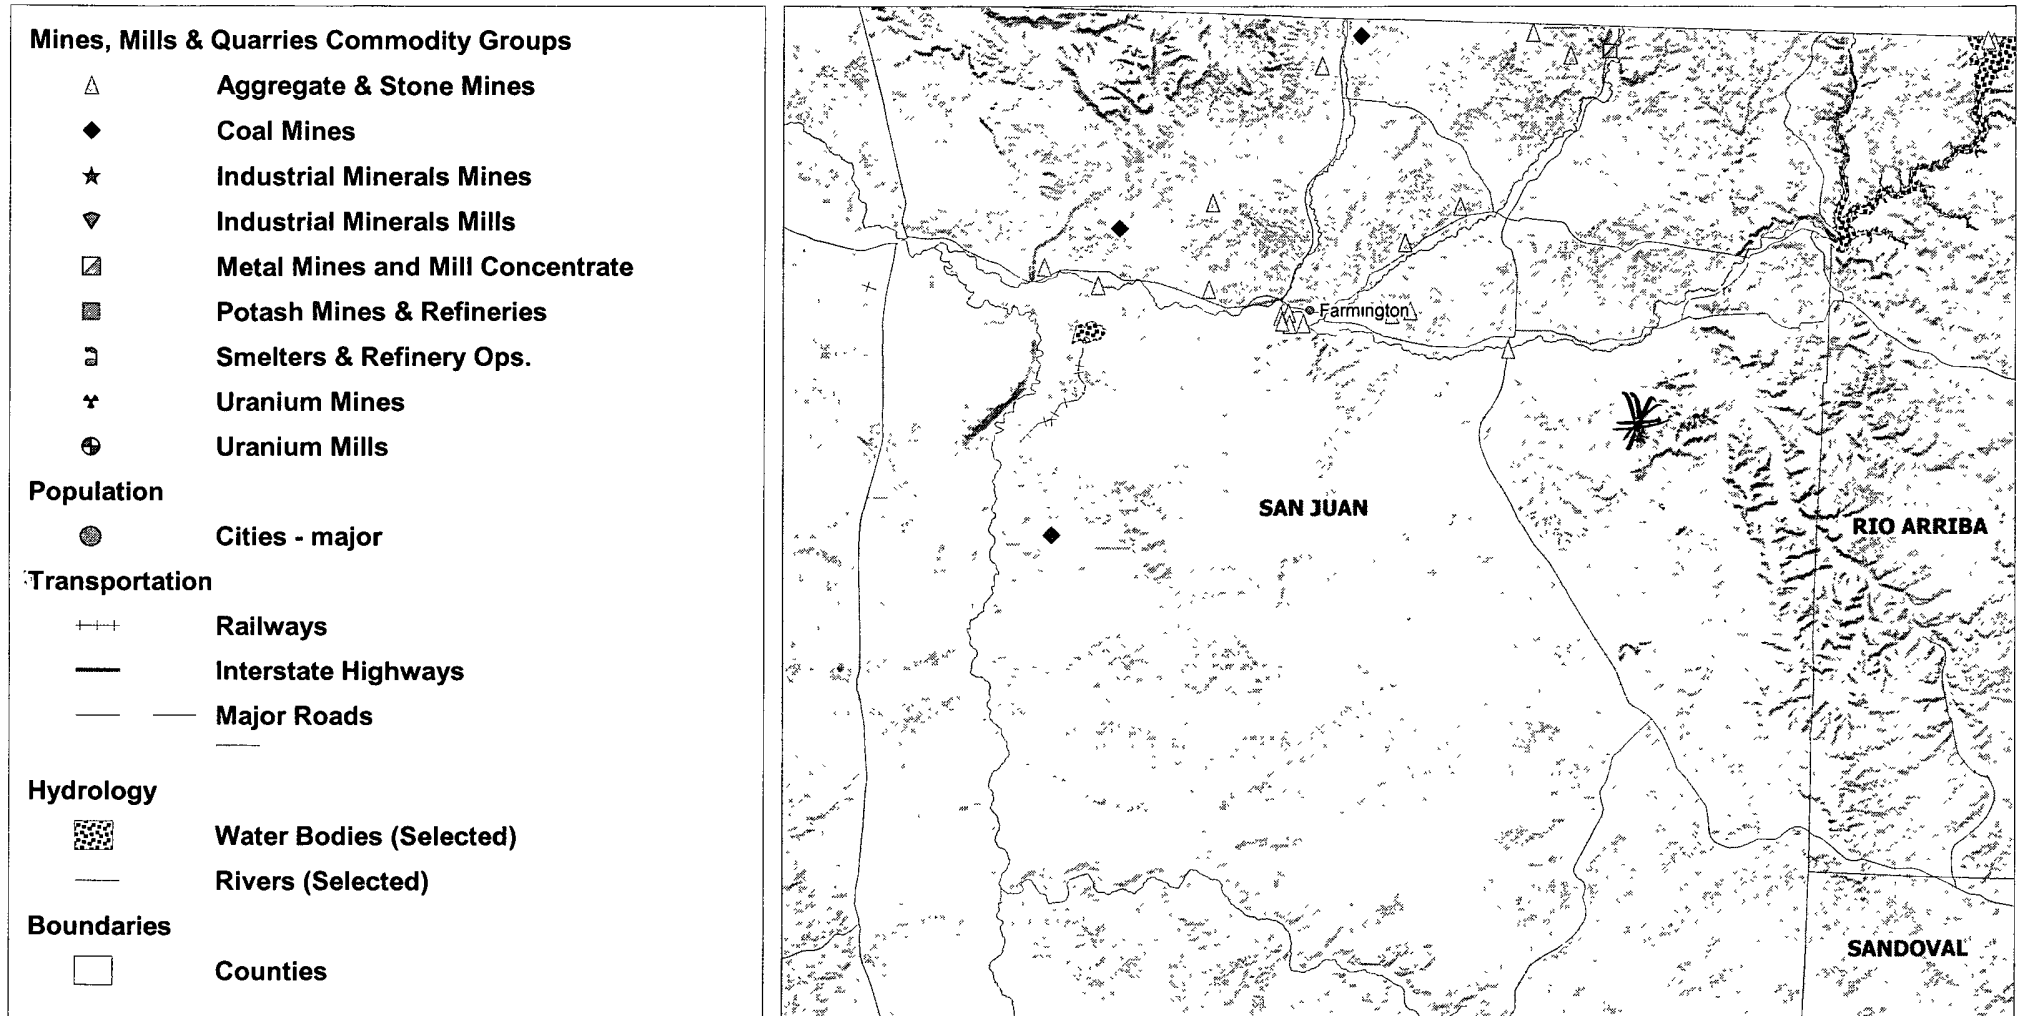 Mines, Mills & Quarries Commodity Groups
Aggregate & Stone Mines
Coal Mines
Industrial Minerals Mines
Industrial Minerals Mills
Metal Mines and Mill Concentrate
Potash Mines & Refineries
Smelters & Refinery Ops.
Uranium Mines
Uranium Mills
Population
Cities - major
Transportation
Railways
Interstate Highways
Major Roads
Hydrology
Water Bodies (Selected)
Rivers (Selected)
Boundaries
Counties
Farmington
SAN JUAN
RIO ARRIBA
SANDOVAL